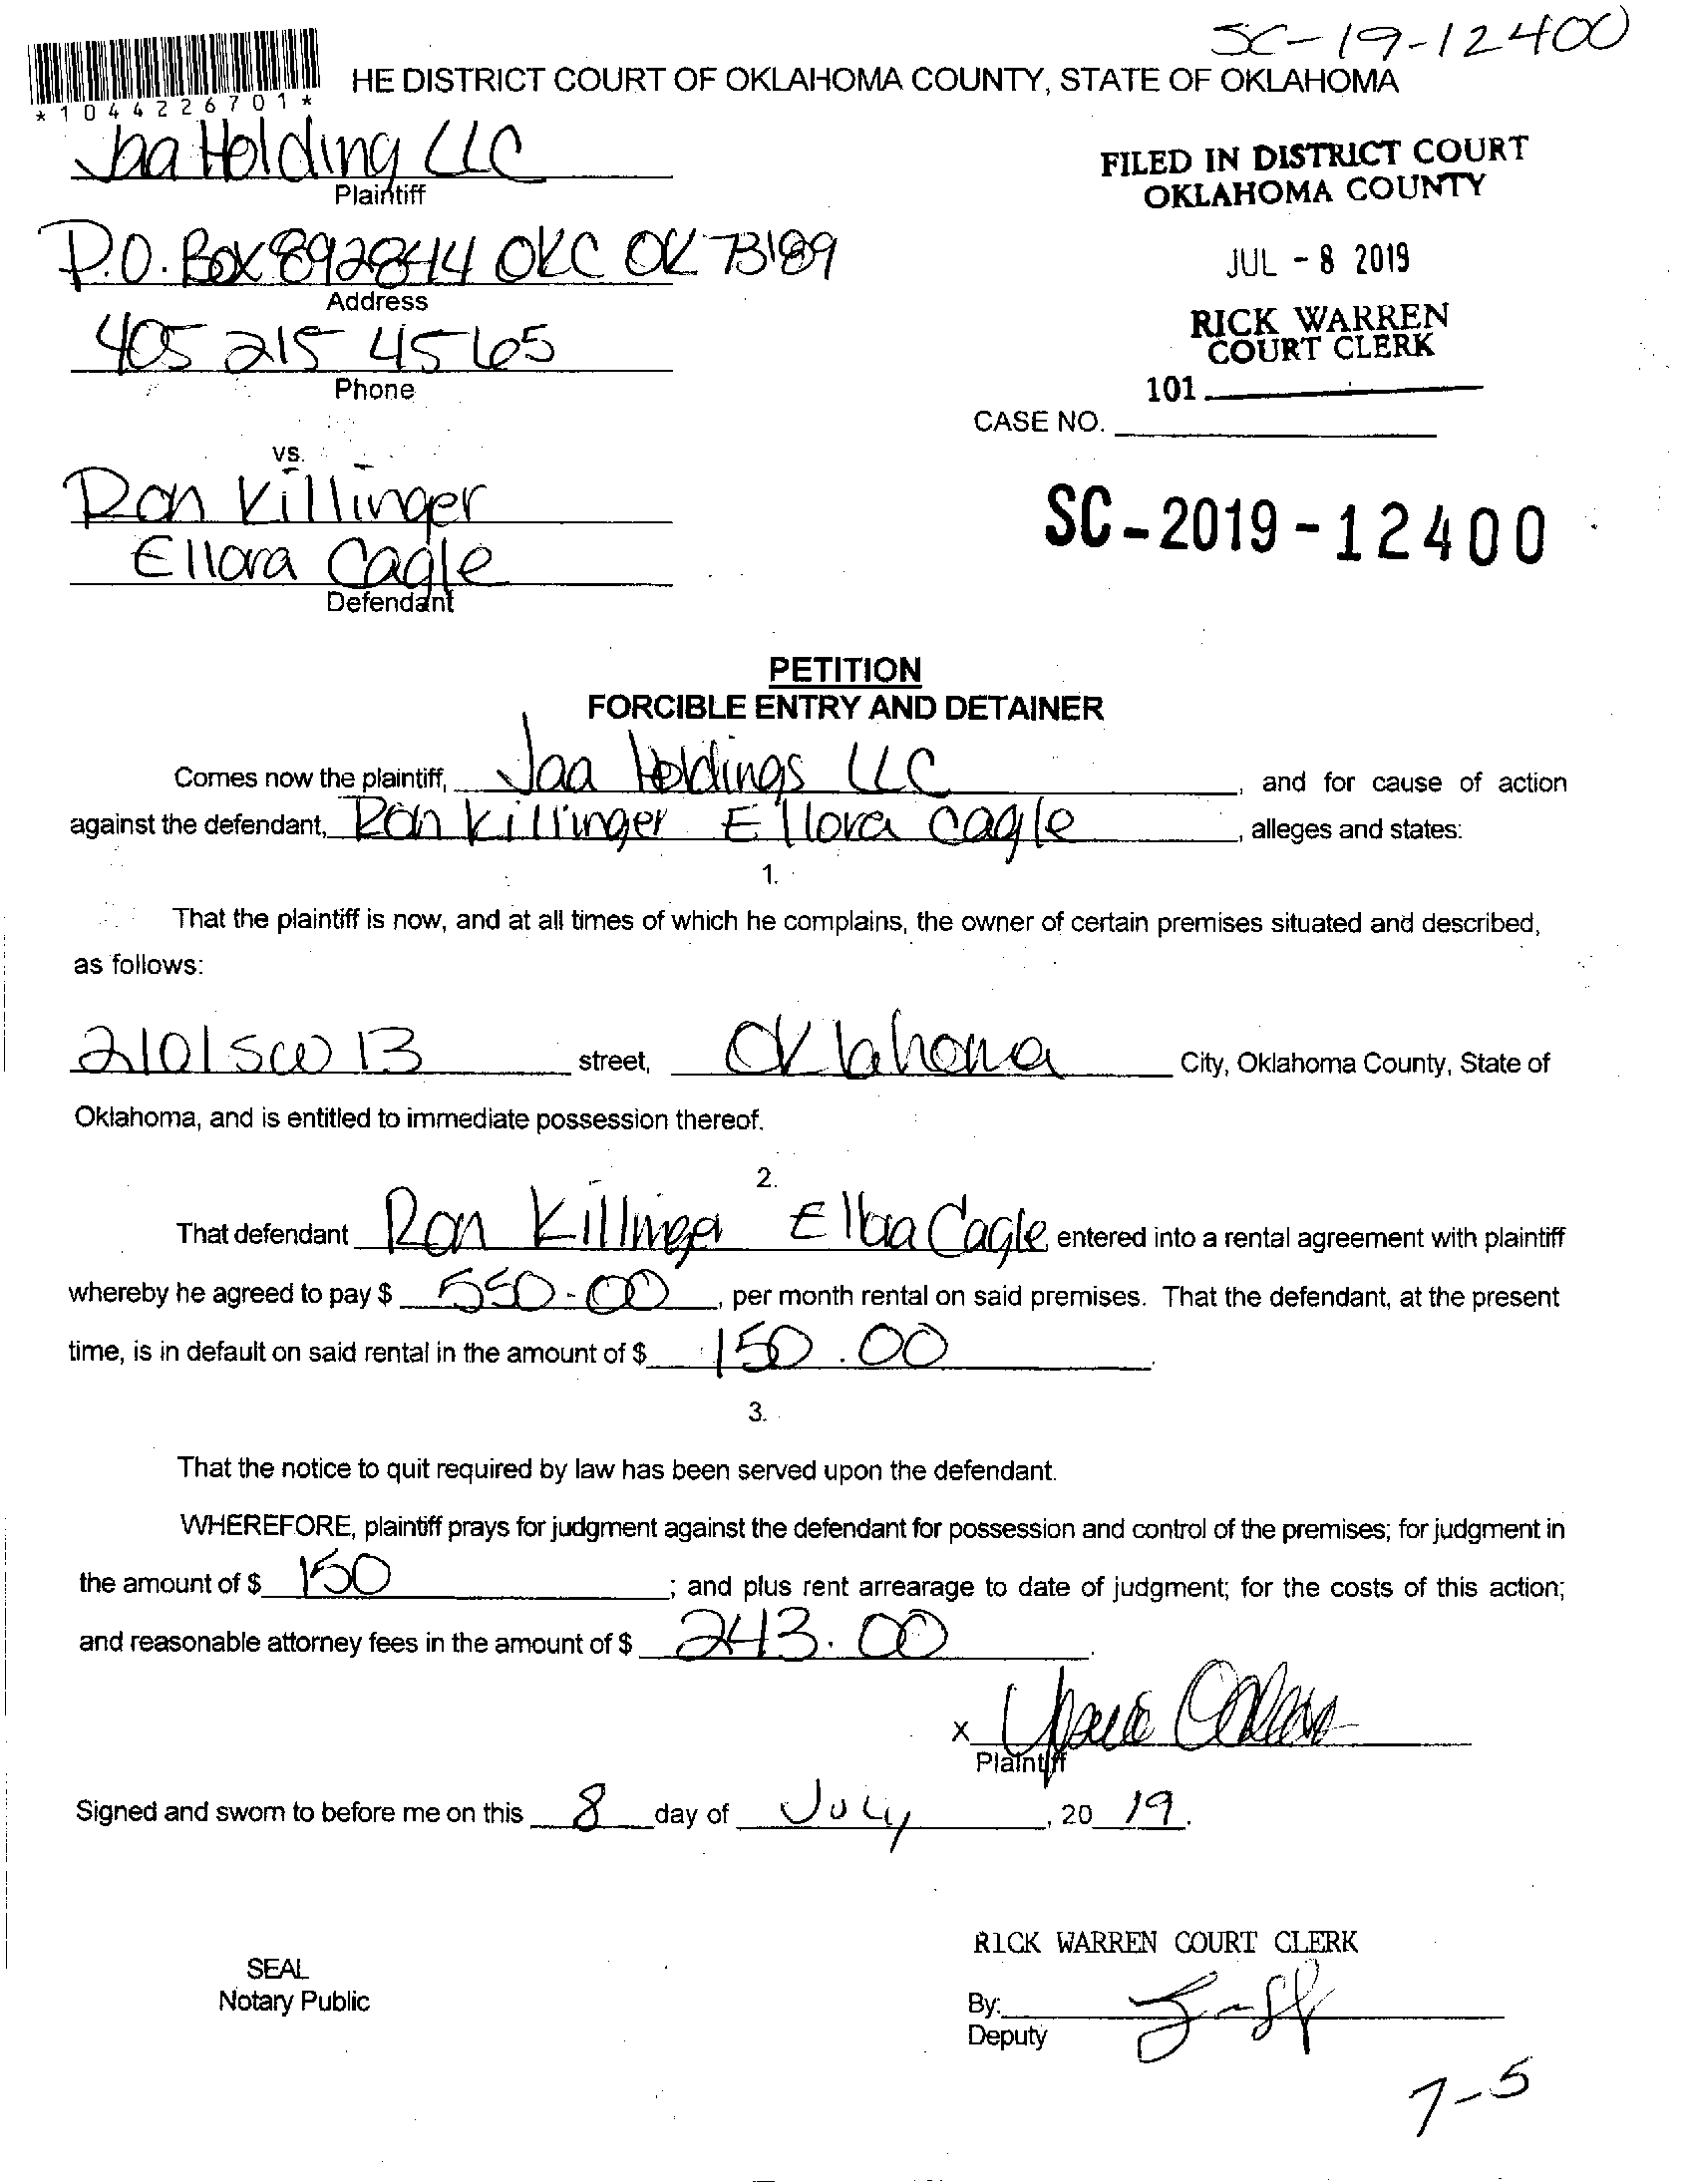 SC-19-12400
*1044226701*
HE DISTRICT COURT OF OKLAHOMA COUNTY, STATE OF OKLAHOMA
Jaa Holding LLC
Plaintiff
FILED IN DISTRICT COURT
OKLAHOMA COUNTY
P.O. Box 892844 OKC OK 73189
Address
JUL - 8 2019
405 215 4565
Phone
RICK WARREN
COURT CLERK
101
CASE NO.
vs.
Ron Killinger
Ellora Cagle
Defendant
SC-2019-12400
PETITION
FORCIBLE ENTRY AND DETAINER
Comes now the plaintiff, Jaa Holdings LLC, and for cause of action
against the defendant, Ron Killinger Ellora Cagle, alleges and states:
1.
That the plaintiff is now, and at all times of which he complains, the owner of certain premises situated and described,
as follows:
2101 SW 13 street, Oklahoma City, Oklahoma County, State of
Oklahoma, and is entitled to immediate possession thereof.
2.
That defendant Ron Killinger Ellora Cagle entered into a rental agreement with plaintiff
whereby he agreed to pay $ 550.00, per month rental on said premises. That the defendant, at the present
time, is in default on said rental in the amount of $ 150.00.
3.
That the notice to quit required by law has been served upon the defendant.
WHEREFORE, plaintiff prays for judgment against the defendant for possession and control of the premises; for judgment in
the amount of $ 150; and plus rent arrearage to date of judgment; for the costs of this action;
and reasonable attorney fees in the amount of $ 243.00.
x
Plaintiff
Signed and sworn to before me on this 8 day of July, 20 19.
RICK WARREN COURT CLERK
SEAL
Notary Public
By:
Deputy
7-5